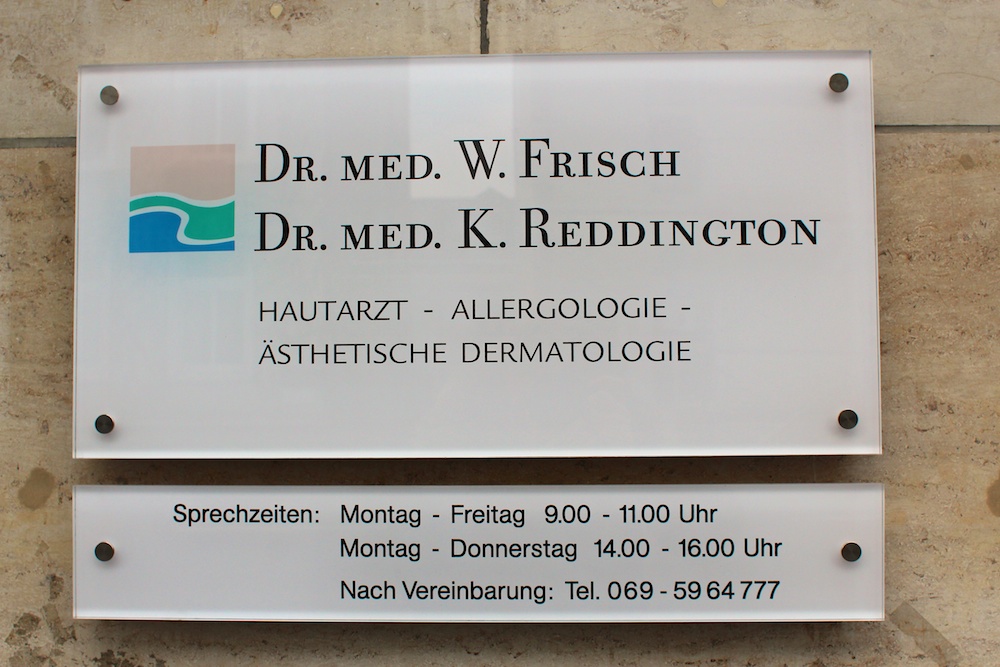 Dr. med. W. Frisch
Dr. med. K. Reddington
HAUTARZT - ALLERGOLOGIE -
ÄSTHETISCHE DERMATOLOGIE
Sprechzeiten: Montag - Freitag 9.00 - 11.00 Uhr
Montag - Donnerstag 14.00 - 16.00 Uhr
Nach Vereinbarung: Tel. 069 - 59 64 777